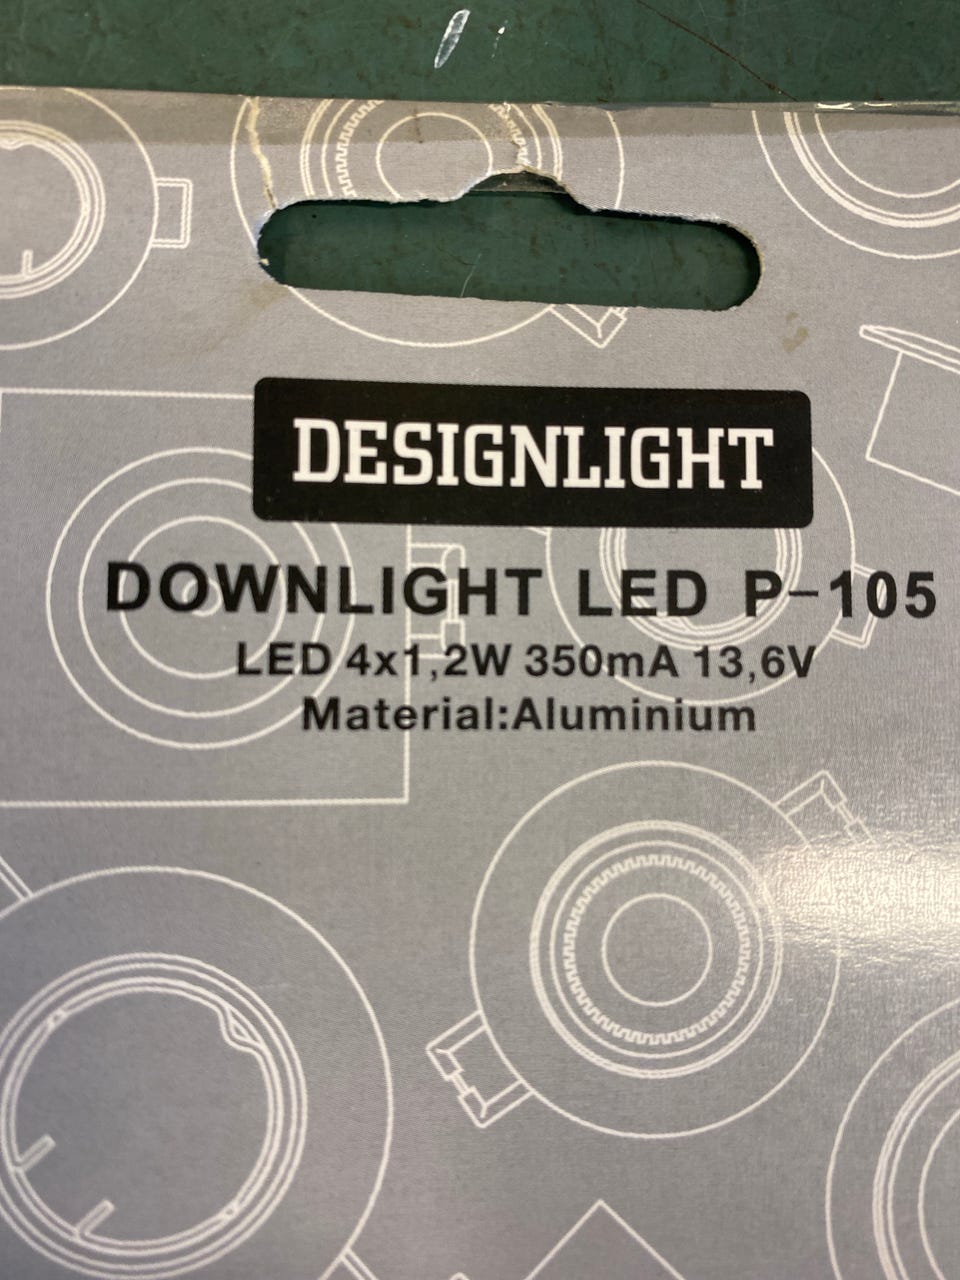 DESIGNLIGHT
DOWNLIGHT LED P-105
LED 4x1,2W 350mA 13,6V
Material:Aluminium